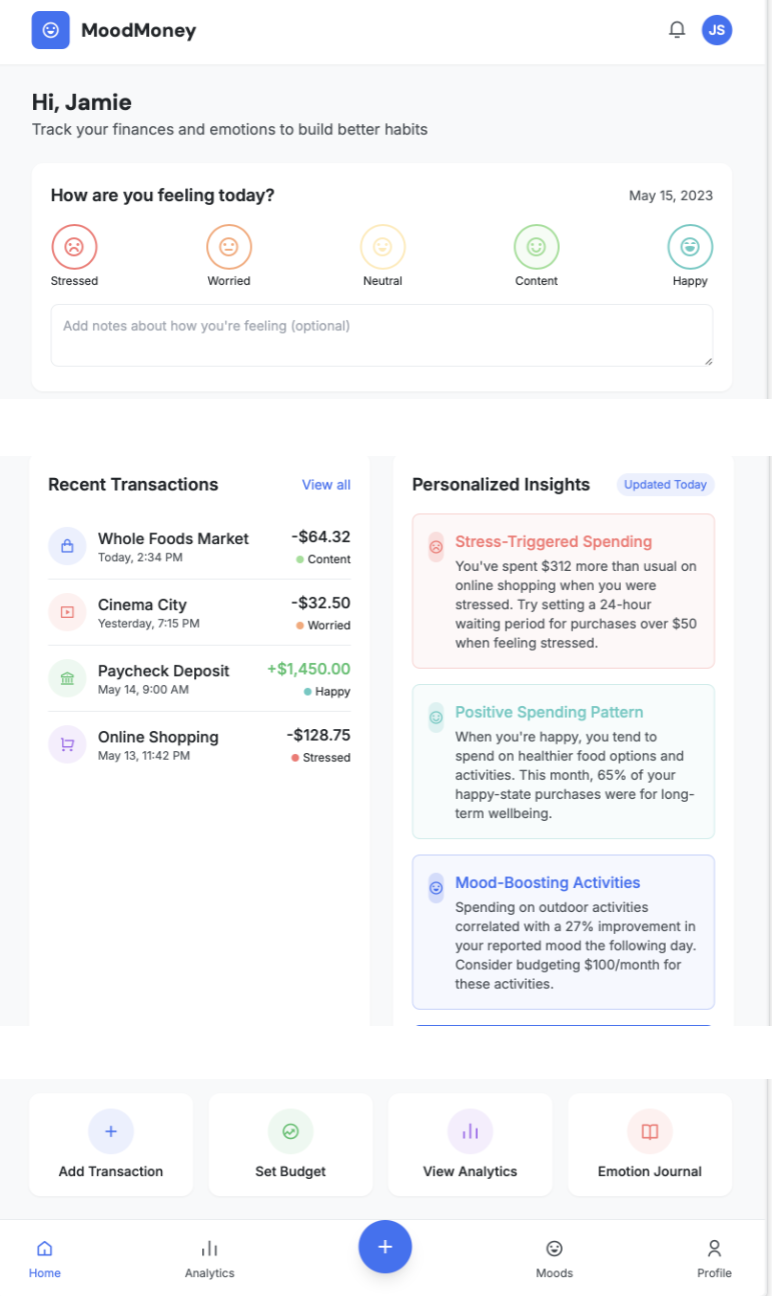 MoodMoney
JS
Hi, Jamie
Track your finances and emotions to build better habits
How are you feeling today?
May 15, 2023
Stressed
Worried
Neutral
Content
Happy
Add notes about how you're feeling (optional)
Recent Transactions
View all
Whole Foods Market
-$64.32
Today, 2:34 PM
Content
Cinema City
-$32.50
Yesterday, 7:15 PM
Worried
Paycheck Deposit
+$1,450.00
May 14, 9:00 AM
Happy
Online Shopping
-$128.75
May 13, 11:42 PM
Stressed
Personalized Insights
Updated Today
Stress-Triggered Spending
You've spent $312 more than usual on
online shopping when you were
stressed. Try setting a 24-hour
waiting period for purchases over $50
when feeling stressed.
Positive Spending Pattern
When you're happy, you tend to
spend on healthier food options and
activities. This month, 65% of your
happy-state purchases were for long-
term wellbeing.
Mood-Boosting Activities
Spending on outdoor activities
correlated with a 27% improvement in
your reported mood the following day.
Consider budgeting $100/month for
these activities.
Add Transaction
Set Budget
View Analytics
Emotion Journal
Home
Analytics
Moods
Profile